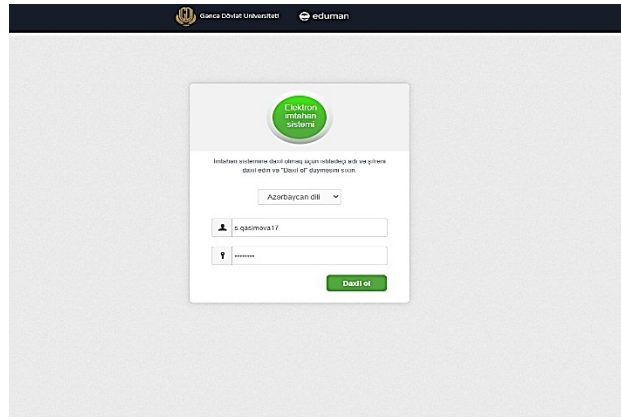 Gəncə Dövlət Universiteti eduman
Elektron
imtahan
sistemi
İmtahan sisteminə daxil olmaq üçün istifadəçi adı və şifrəni
daxil edin və "Daxil ol" düyməsini sıxın.
Azərbaycan dili
s.qasimova17
••••••••
Daxil ol